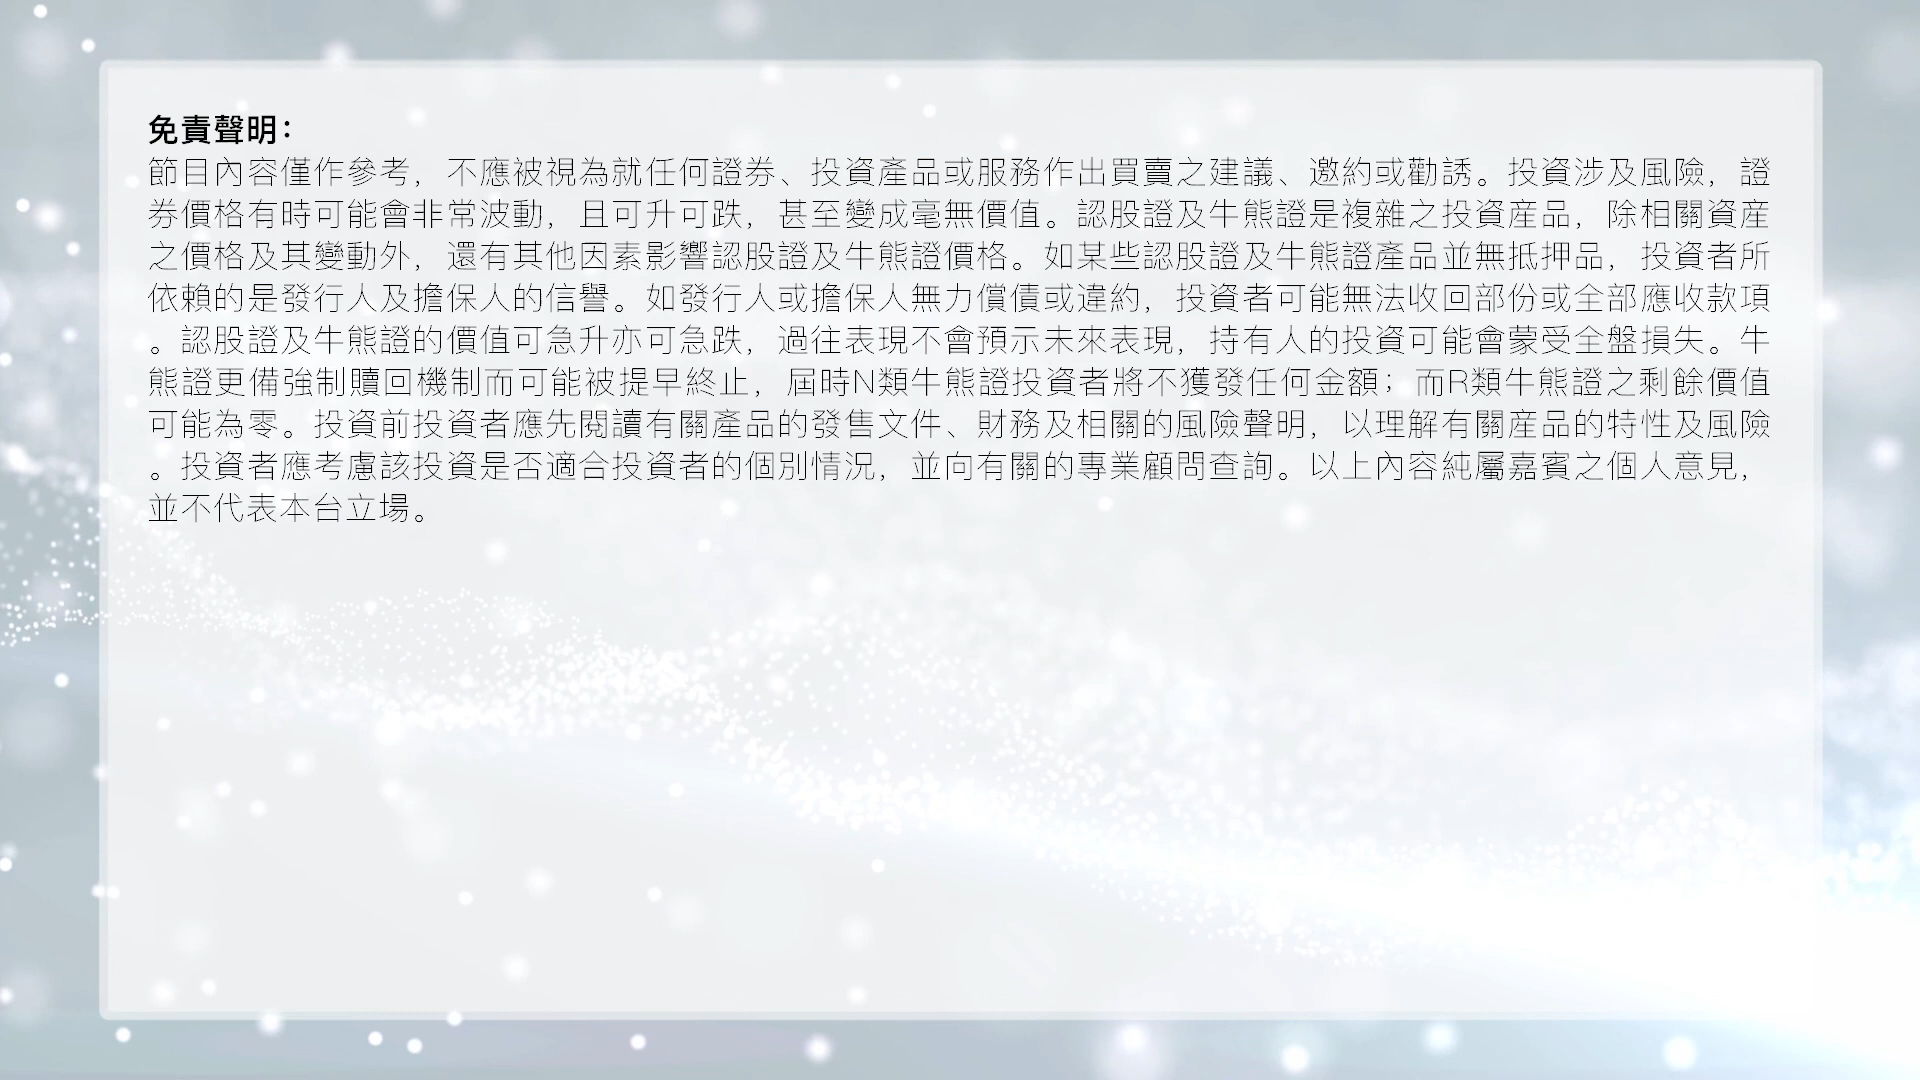 免責聲明：
節目內容僅作參考，不應被視為就任何證券、投資產品或服務作出買賣之建議、邀約或勸誘。投資涉及風險，證
券價格有時可能會非常波動，且可升可跌，甚至變成毫無價值。認股證及牛熊證是複雜之投資産品，除相關資産
之價格及其變動外，還有其他因素影響認股證及牛熊證價格。如某些認股證及牛熊證產品並無抵押品，投資者所
依賴的是發行人及擔保人的信譽。如發行人或擔保人無力償債或違約，投資者可能無法收回部份或全部應收款項
。認股證及牛熊證的價值可急升亦可急跌，過往表現不會預示未來表現，持有人的投資可能會蒙受全盤損失。牛
熊證更備強制贖回機制而可能被提早終止，屆時N類牛熊證投資者將不獲發任何金額；而R類牛熊證之剩餘價值
可能為零。投資前投資者應先閱讀有關產品的發售文件、財務及相關的風險聲明，以理解有關産品的特性及風險
。投資者應考慮該投資是否適合投資者的個別情況，並向有關的專業顧問查詢。以上內容純屬嘉賓之個人意見，
並不代表本台立場。